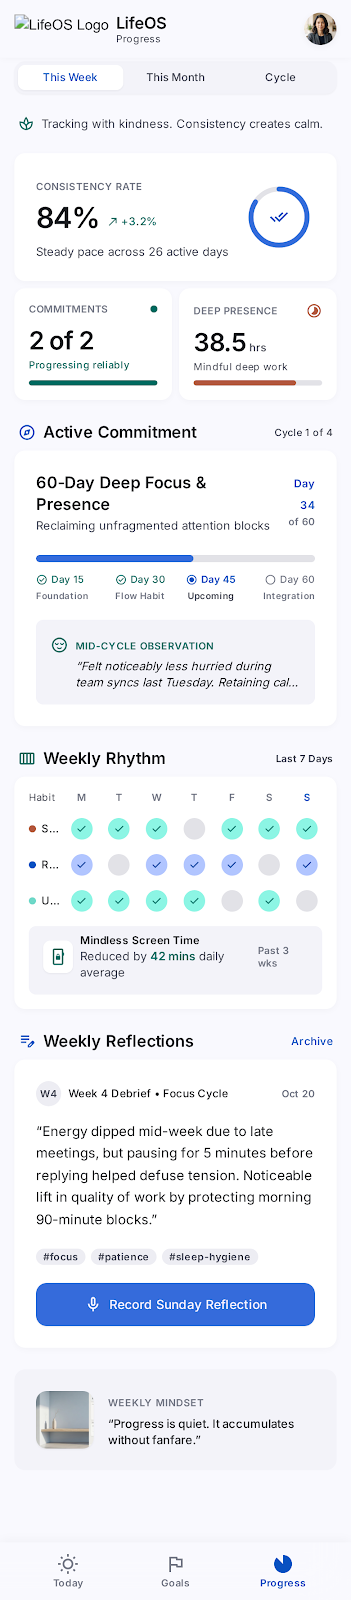 LifeOS Logo
LifeOS
Progress
This Week
This Month
Cycle
Tracking with kindness. Consistency creates calm.
CONSISTENCY RATE
84%
+3.2%
Steady pace across 26 active days
COMMITMENTS
2 of 2
Progressing reliably
DEEP PRESENCE
38.5 hrs
Mindful deep work
Active Commitment
Cycle 1 of 4
60-Day Deep Focus &
Presence
Reclaiming unfragmented attention blocks
Day
34
of 60
Day 15
Foundation
Day 30
Flow Habit
Day 45
Upcoming
Day 60
Integration
MID-CYCLE OBSERVATION
“Felt noticeably less hurried during
team syncs last Tuesday. Retaining cal...
Weekly Rhythm
Last 7 Days
Habit M T W T F S S
S...
R...
U...
Mindless Screen Time
Reduced by 42 mins daily
average
Past 3
wks
Weekly Reflections
Archive
W4
Week 4 Debrief • Focus Cycle
Oct 20
“Energy dipped mid-week due to late
meetings, but pausing for 5 minutes before
replying helped defuse tension. Noticeable
lift in quality of work by protecting morning
90-minute blocks.”
#focus #patience #sleep-hygiene
Record Sunday Reflection
WEEKLY MINDSET
“Progress is quiet. It accumulates
without fanfare.”
Today
Goals
Progress